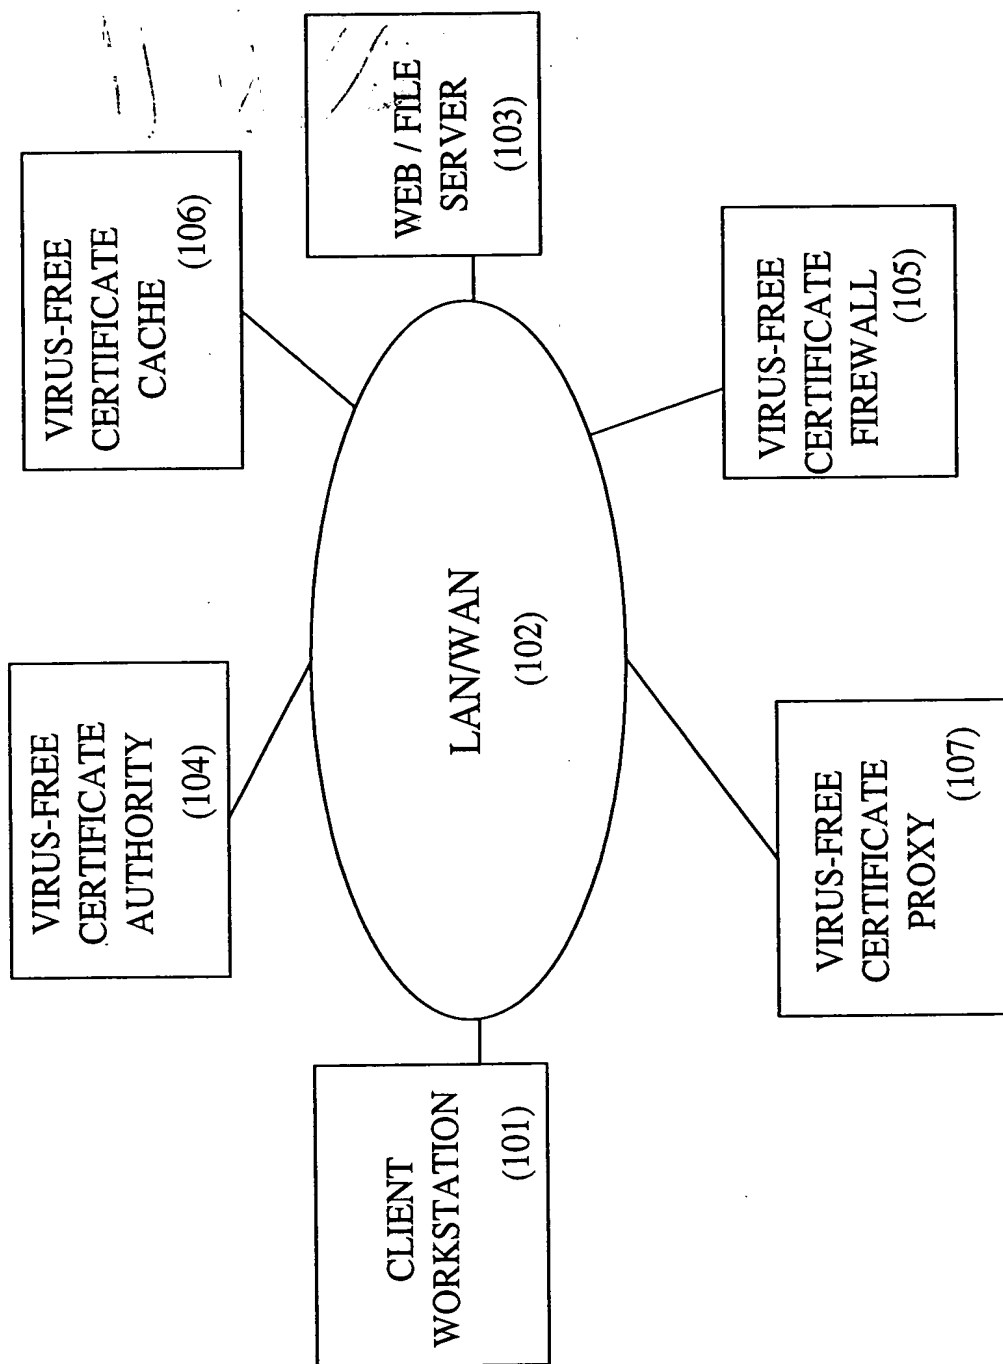 VIRUS-FREE
CERTIFICATE
AUTHORITY
(104)
VIRUS-FREE
CERTIFICATE
CACHE
(106)
CLIENT
WORKSTATION
(101)
LAN/WAN
(102)
WEB / FILE
SERVER
(103)
VIRUS-FREE
CERTIFICATE
PROXY
(107)
VIRUS-FREE
CERTIFICATE
FIREWALL
(105)